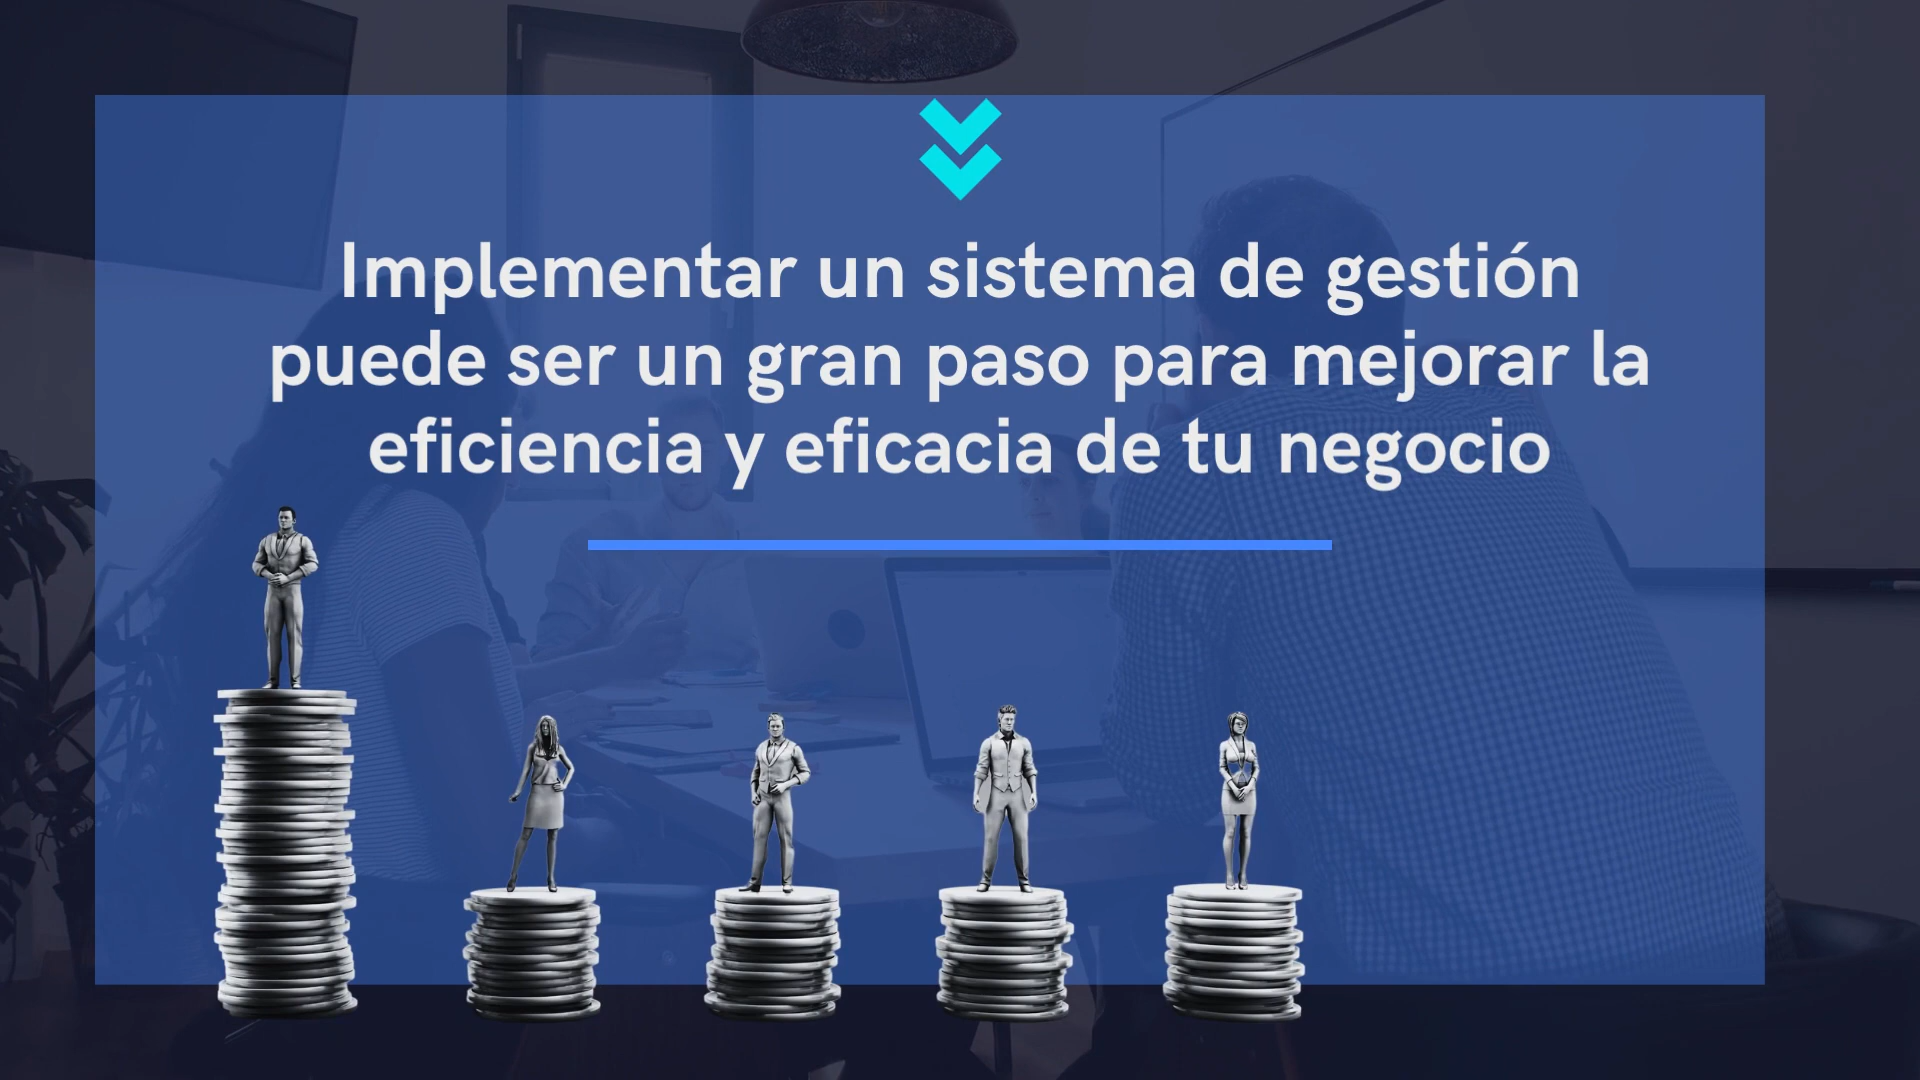 Implementar un sistema de gestión
puede ser un gran paso para mejorar la
eficiencia y eficacia de tu negocio